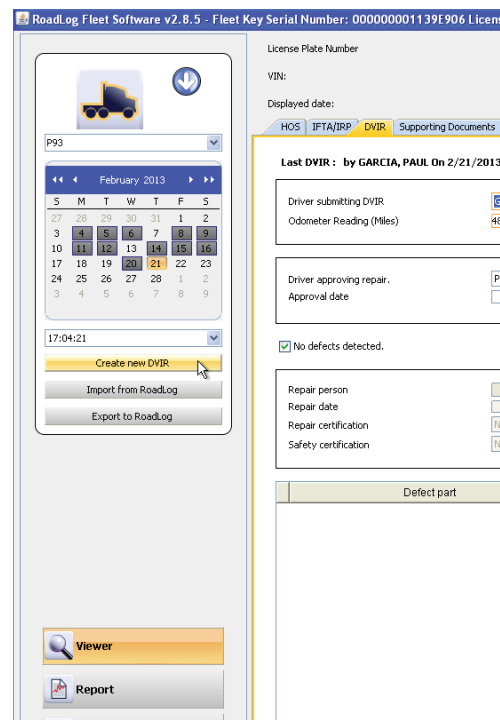 RoadLog Fleet Software v2.8.5 - Fleet Key Serial Number: 000000001139E906 Licens
License Plate Number
VIN:
Displayed date:
HOS IFTA/IRP DVIR Supporting Documents
P93
Last DVIR : by GARCIA, PAUL On 2/21/2013
February 2013
S M T W T F S
27 28 29 30 31 1 2
3 4 5 6 7 8 9
10 11 12 13 14 15 16
17 18 19 20 21 22 23
24 25 26 27 28 1 2
3 4 5 6 7 8 9
Driver submitting DVIR G
Odometer Reading (Miles) 48
Driver approving repair. P
Approval date
17:04:21
No defects detected.
Create new DVIR
Import from RoadLog
Export to RoadLog
Repair person
Repair date
Repair certification N
Safety certification N
Defect part
Viewer
Report